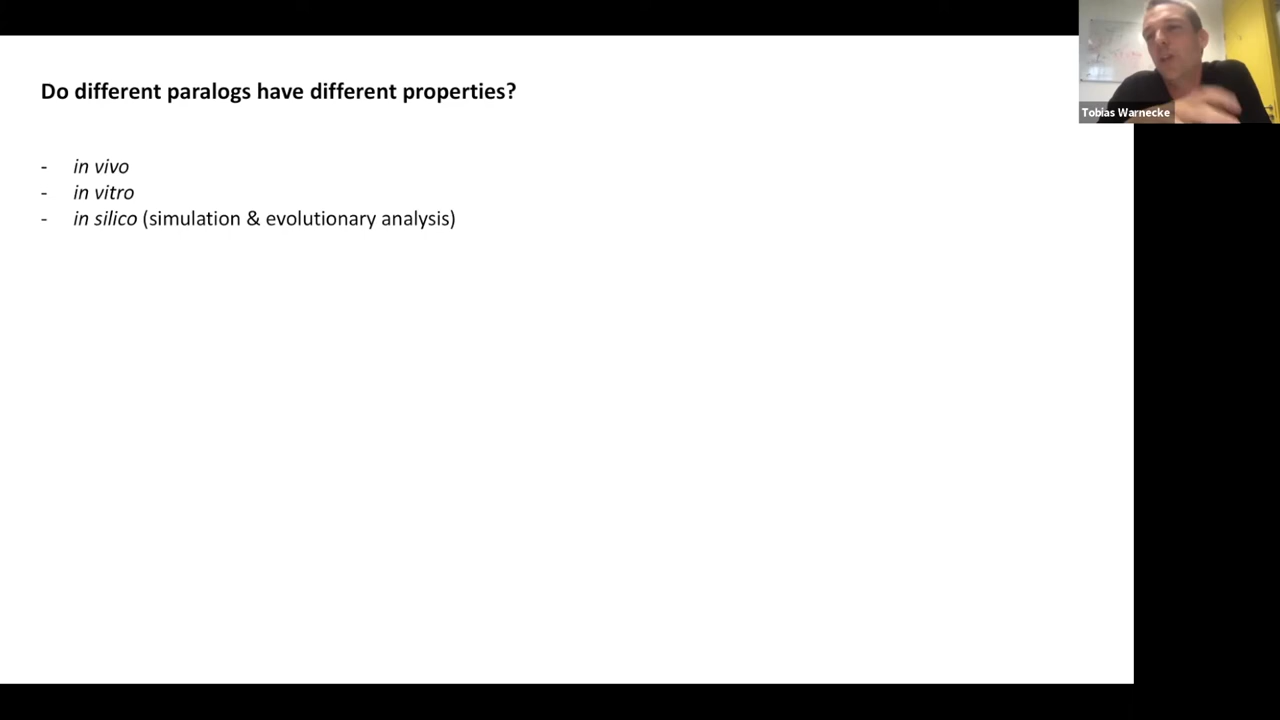 Do different paralogs have different properties?
- in vivo
- in vitro
- in silico (simulation & evolutionary analysis)
Tobias Warnecke